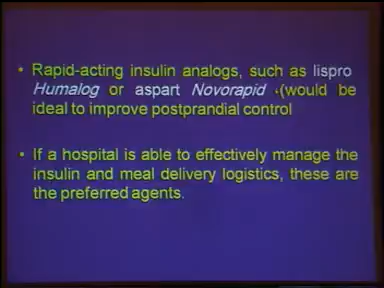 • Rapid-acting insulin analogs, such as lispro
Humalog or aspart Novorapid (would be
ideal to improve postprandial control
• If a hospital is able to effectively manage the
insulin and meal delivery logistics, these are
the preferred agents.